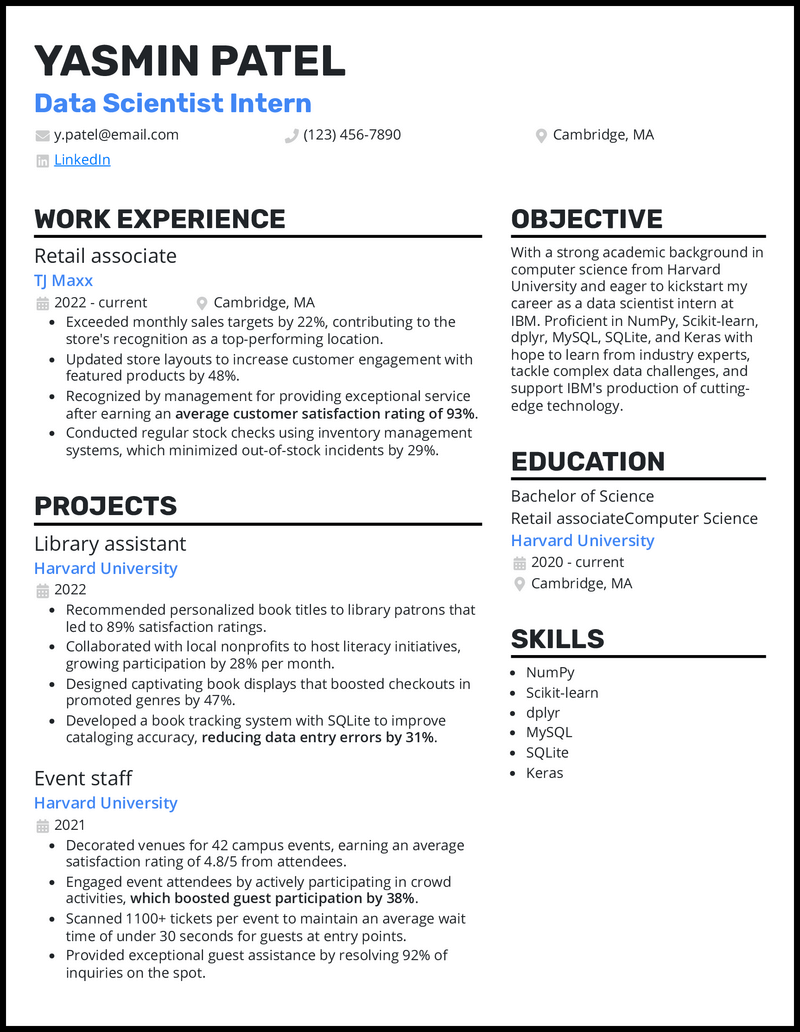 YASMIN PATEL
Data Scientist Intern
y.patel@email.com
(123) 456-7890
Cambridge, MA
LinkedIn
WORK EXPERIENCE
Retail associate
TJ Maxx
2022 - current
Cambridge, MA
• Exceeded monthly sales targets by 22%, contributing to the
store's recognition as a top-performing location.
• Updated store layouts to increase customer engagement with
featured products by 48%.
• Recognized by management for providing exceptional service
after earning an average customer satisfaction rating of 93%.
• Conducted regular stock checks using inventory management
systems, which minimized out-of-stock incidents by 29%.
PROJECTS
Library assistant
Harvard University
2022
• Recommended personalized book titles to library patrons that
led to 89% satisfaction ratings.
• Collaborated with local nonprofits to host literacy initiatives,
growing participation by 28% per month.
• Designed captivating book displays that boosted checkouts in
promoted genres by 47%.
• Developed a book tracking system with SQLite to improve
cataloging accuracy, reducing data entry errors by 31%.
Event staff
Harvard University
2021
• Decorated venues for 42 campus events, earning an average
satisfaction rating of 4.8/5 from attendees.
• Engaged event attendees by actively participating in crowd
activities, which boosted guest participation by 38%.
• Scanned 1100+ tickets per event to maintain an average wait
time of under 30 seconds for guests at entry points.
• Provided exceptional guest assistance by resolving 92% of
inquiries on the spot.
OBJECTIVE
With a strong academic background in
computer science from Harvard
University and eager to kickstart my
career as a data scientist intern at
IBM. Proficient in NumPy, Scikit-learn,
dplyr, MySQL, SQLite, and Keras with
hope to learn from industry experts,
tackle complex data challenges, and
support IBM's production of cutting-
edge technology.
EDUCATION
Bachelor of Science
Retail associateComputer Science
Harvard University
2020 - current
Cambridge, MA
SKILLS
• NumPy
• Scikit-learn
• dplyr
• MySQL
• SQLite
• Keras